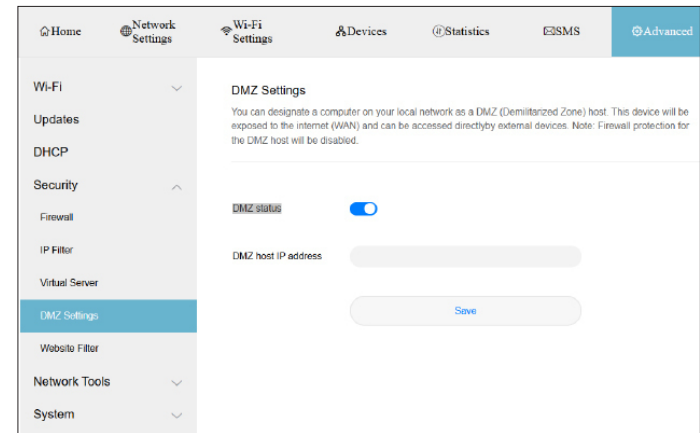 Home
Network Settings
Wi-Fi Settings
Devices
Statistics
SMS
Advanced
Wi-Fi
Updates
DHCP
Security
Firewall
IP Filter
Virtual Server
DMZ Settings
Website Filter
Network Tools
System
DMZ Settings
You can designate a computer on your local network as a DMZ (Demilitarized Zone) host. This device will be
exposed to the internet (WAN) and can be accessed directlyby external devices. Note: Firewall protection for
the DMZ host will be disabled.
DMZ status
DMZ host IP address
Save